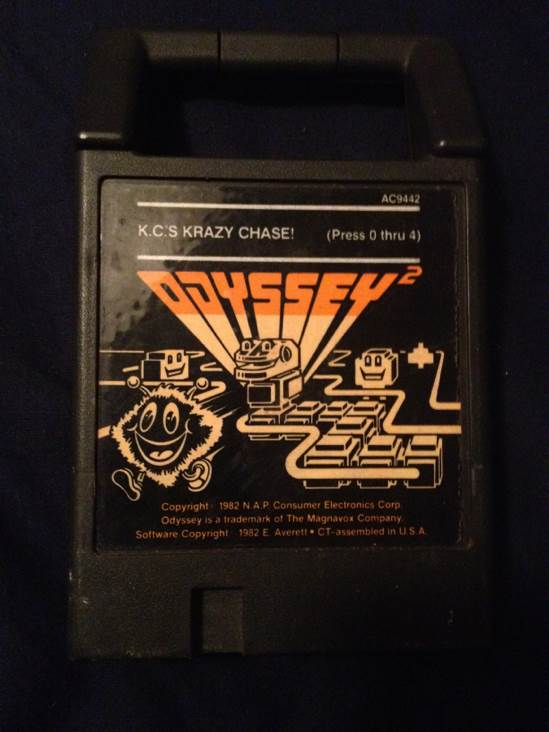 AC9442
K.C.'S KRAZY CHASE! (Press 0 thru 4)
ODYSSEY²
Copyright 1982 N.A.P. Consumer Electronics Corp.
Odyssey is a trademark of The Magnavox Company.
Software Copyright 1982 E. Averett • CT-assembled in U.S.A.